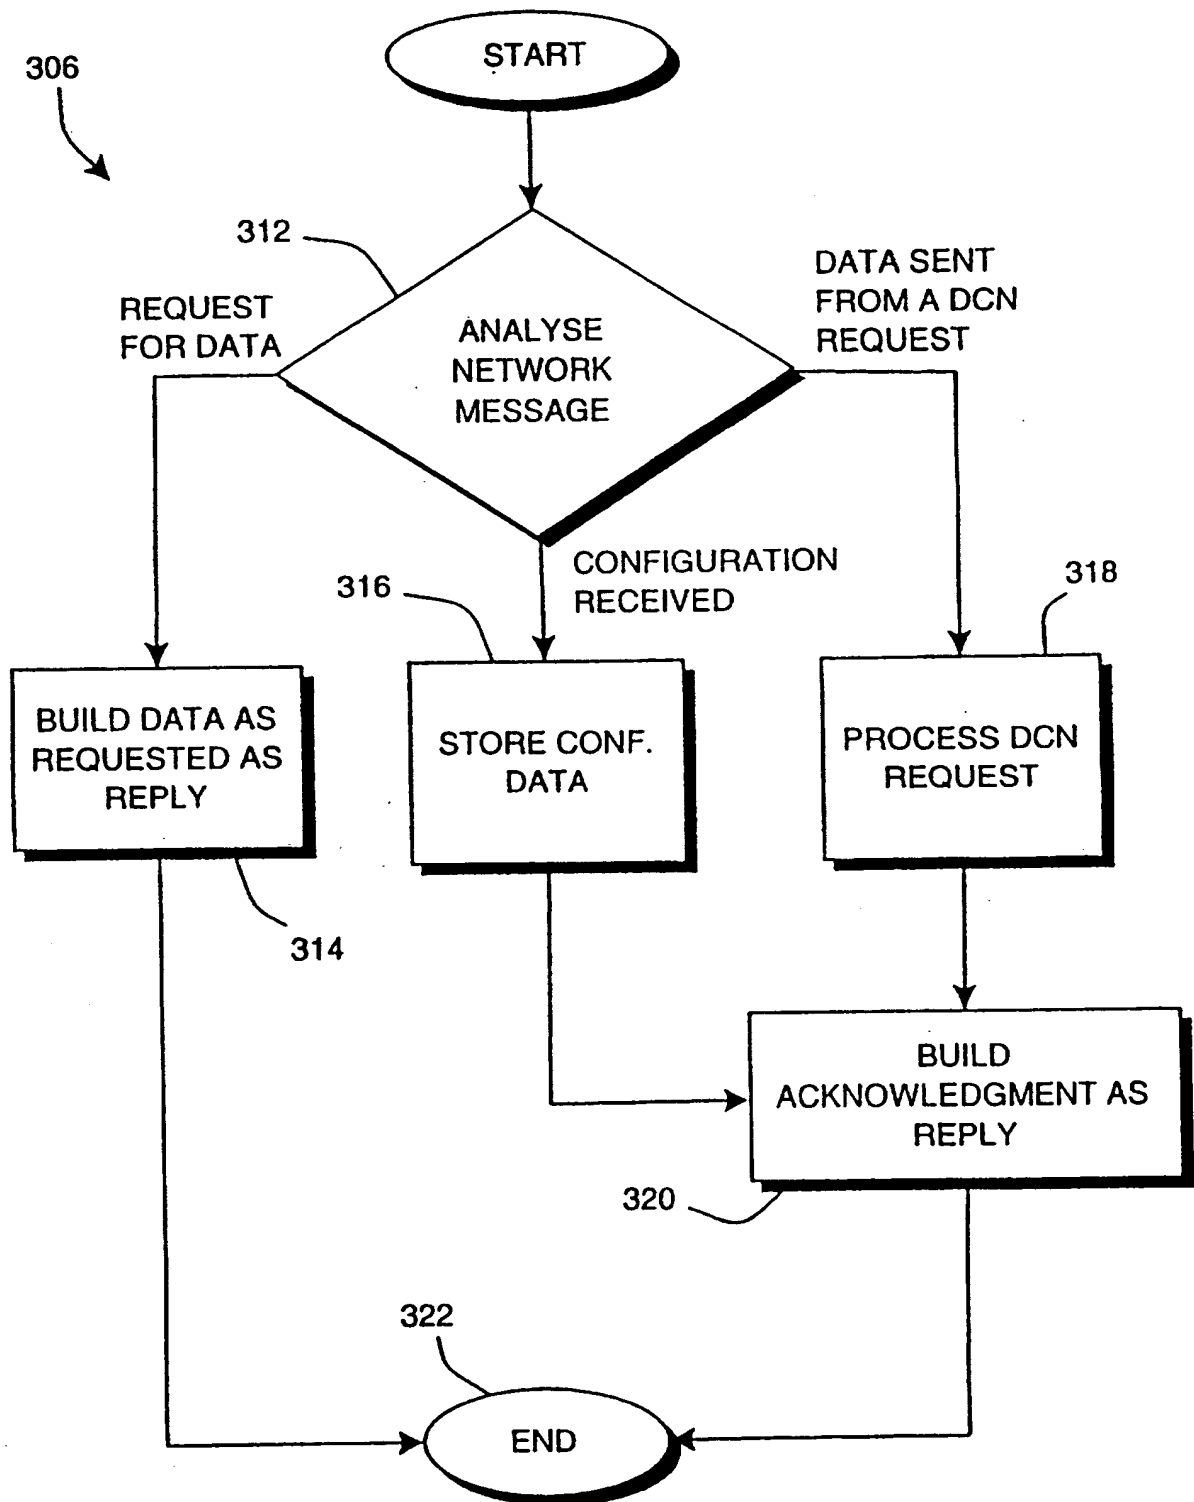 START
306
312
REQUEST
FOR DATA
ANALYSE
NETWORK
MESSAGE
DATA SENT
FROM A DCN
REQUEST
CONFIGURATION
RECEIVED
316
318
BUILD DATA AS
REQUESTED AS
REPLY
STORE CONF.
DATA
PROCESS DCN
REQUEST
314
BUILD
ACKNOWLEDGMENT AS
REPLY
320
322
END